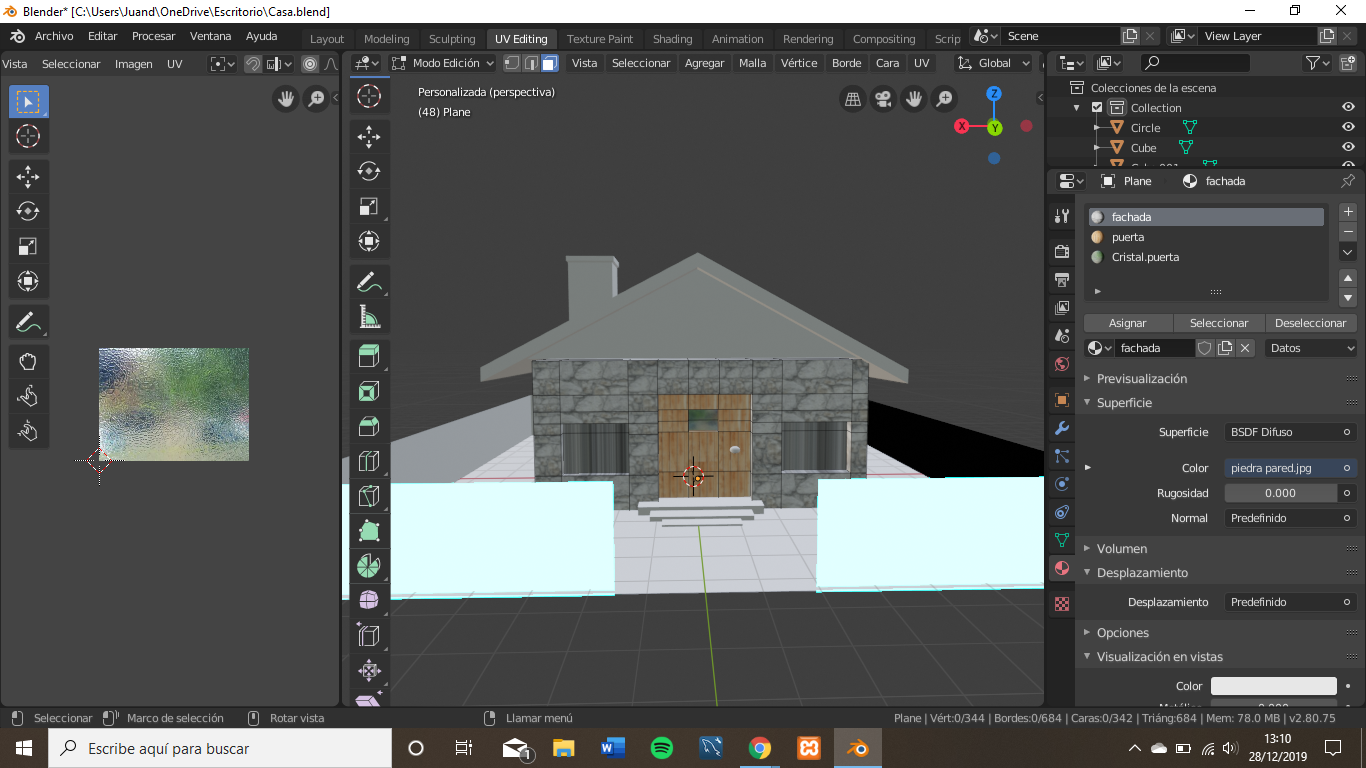 Blender* [C:\Users\Juand\OneDrive\Escritorio\Casa.blend]
Archivo Editar Procesar Ventana Ayuda Layout Modeling Sculpting UV Editing Texture Paint Shading Animation Rendering Compositing Scrip Scene View Layer
Vista Seleccionar Imagen UV Modo Edición Vista Seleccionar Agregar Malla Vértice Borde Cara UV Global
Personalizada (perspectiva)
(48) Plane
Z
X
Y
Colecciones de la escena
Collection
Circle
Cube
Plane fachada
fachada
puerta
Cristal.puerta
Asignar Seleccionar Deseleccionar
fachada Datos
Previsualización
Superficie
Superficie BSDF Difuso
Color piedra pared.jpg
Rugosidad 0.000
Normal Predefinido
Volumen
Desplazamiento
Desplazamiento Predefinido
Opciones
Visualización en vistas
Color
Seleccionar Marco de selección Rotar vista Llamar menú Plane | Vért:0/344 | Bordes:0/684 | Caras:0/342 | Triáng:684 | Mem: 78.0 MB | v2.80.75
Escribe aquí para buscar
1
13:10
28/12/2019